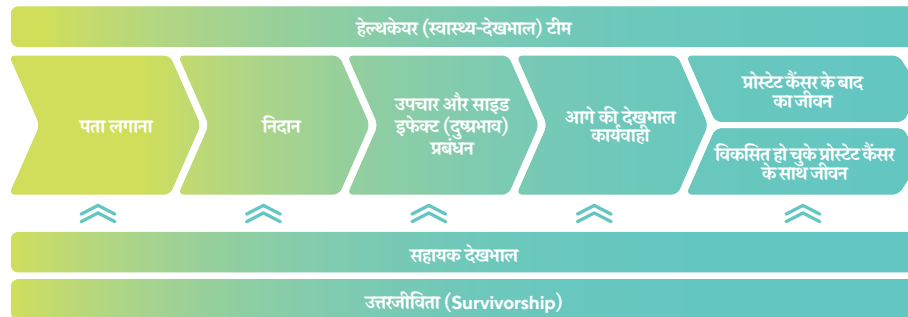 हेल्थकेयर (स्वास्थ्य-देखभाल) टीम
पता लगाना
निदान
उपचार और साइड
इफेक्ट (दुष्प्रभाव)
प्रबंधन
आगे की देखभाल
कार्यवाही
प्रोस्टेट कैंसर के बाद
का जीवन
विकसित हो चुके प्रोस्टेट कैंसर
के साथ जीवन
सहायक देखभाल
उत्तरजीविता (Survivorship)